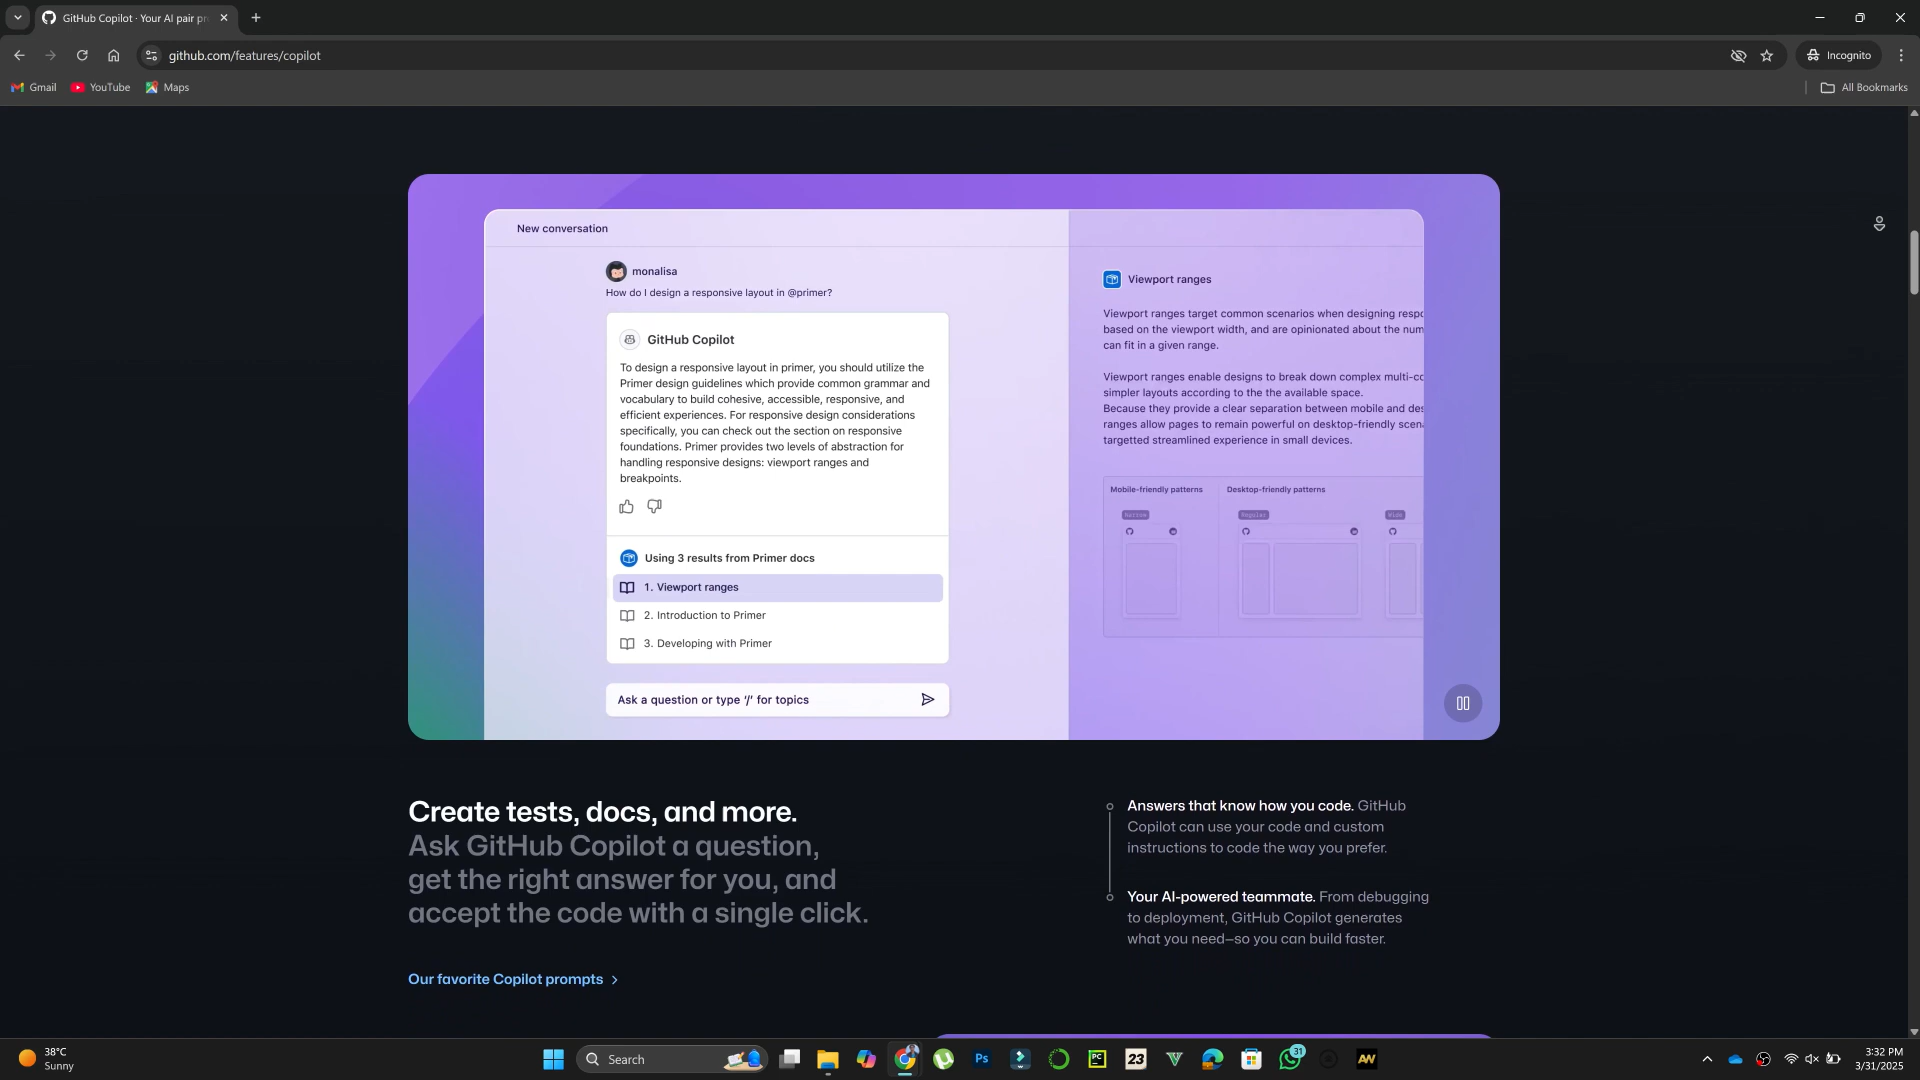 GitHub Copilot · Your AI pair pr
github.com/features/copilot
Incognito
Gmail
YouTube
Maps
All Bookmarks
New conversation
monalisa
How do I design a responsive layout in @primer?
GitHub Copilot
To design a responsive layout in primer, you should utilize the
Primer design guidelines which provide common grammar and
vocabulary to build cohesive, accessible, responsive, and
efficient experiences. For responsive design considerations
specifically, you can check out the section on responsive
foundations. Primer provides two levels of abstraction for
handling responsive designs: viewport ranges and
breakpoints.
Using 3 results from Primer docs
1. Viewport ranges
2. Introduction to Primer
3. Developing with Primer
Ask a question or type '/' for topics
Viewport ranges
Viewport ranges target common scenarios when designing respo
based on the viewport width, and are opinionated about the num
can fit in a given range.
Viewport ranges enable designs to break down complex multi-co
simpler layouts according to the the available space.
Because they provide a clear separation between mobile and des
ranges allow pages to remain powerful on desktop-friendly scena
targetted streamlined experience in small devices.
Mobile-friendly patterns
Desktop-friendly patterns
Narrow
Regular
Wide
Create tests, docs, and more.
Ask GitHub Copilot a question,
get the right answer for you, and
accept the code with a single click.
Our favorite Copilot prompts
Answers that know how you code. GitHub
Copilot can use your code and custom
instructions to code the way you prefer.
Your AI-powered teammate. From debugging
to deployment, GitHub Copilot generates
what you need—so you can build faster.
38°C
Sunny
Search
Ps
PC
23
31
AW
3:32 PM
3/31/2025